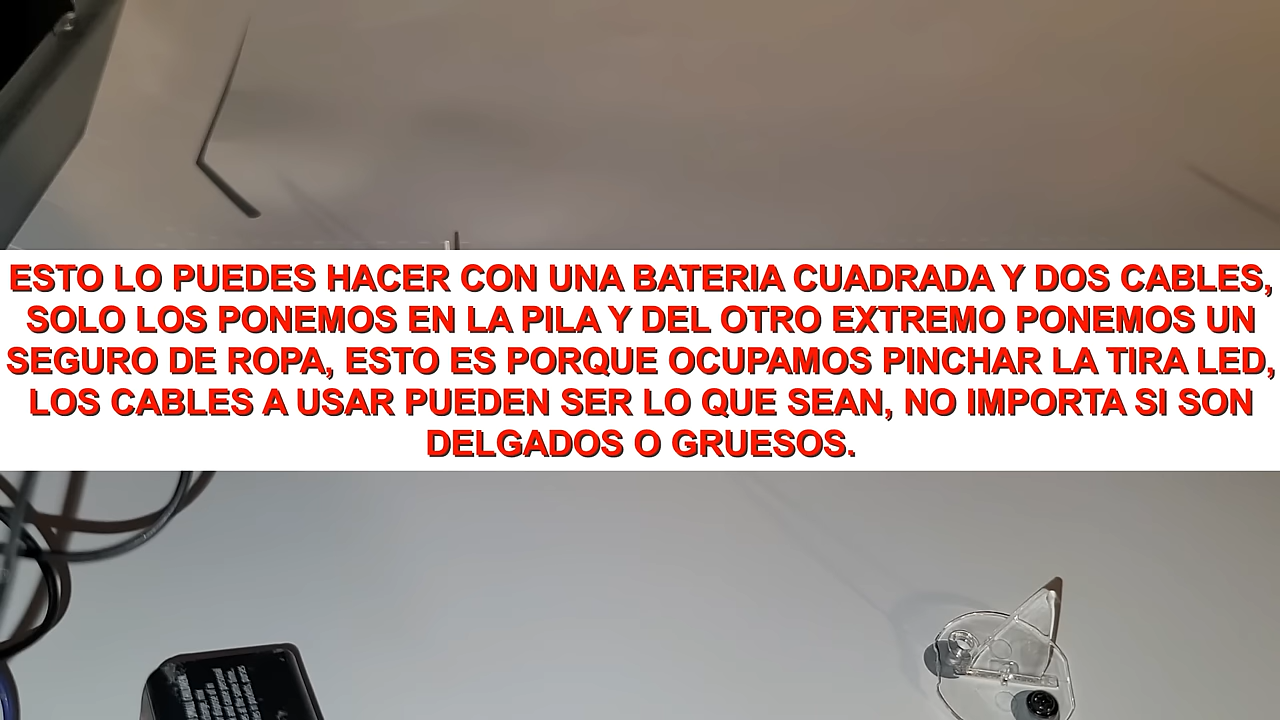 ESTO LO PUEDES HACER CON UNA BATERIA CUADRADA Y DOS CABLES,
SOLO LOS PONEMOS EN LA PILA Y DEL OTRO EXTREMO PONEMOS UN
SEGURO DE ROPA, ESTO ES PORQUE OCUPAMOS PINCHAR LA TIRA LED,
LOS CABLES A USAR PUEDEN SER LO QUE SEAN, NO IMPORTA SI SON
DELGADOS O GRUESOS.